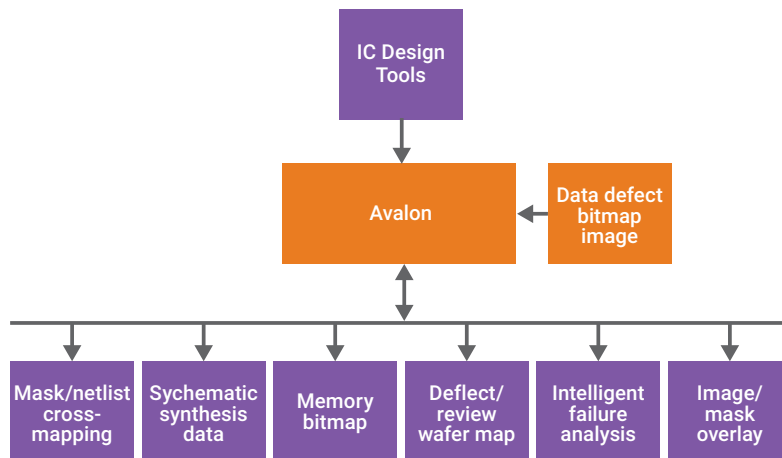 IC Design
Tools
Avalon
Data defect
bitmap
image
Mask/netlist
cross-
mapping
Sychematic
synthesis
data
Memory
bitmap
Deflect/
review
wafer map
Intelligent
failure
analysis
Image/
mask
overlay